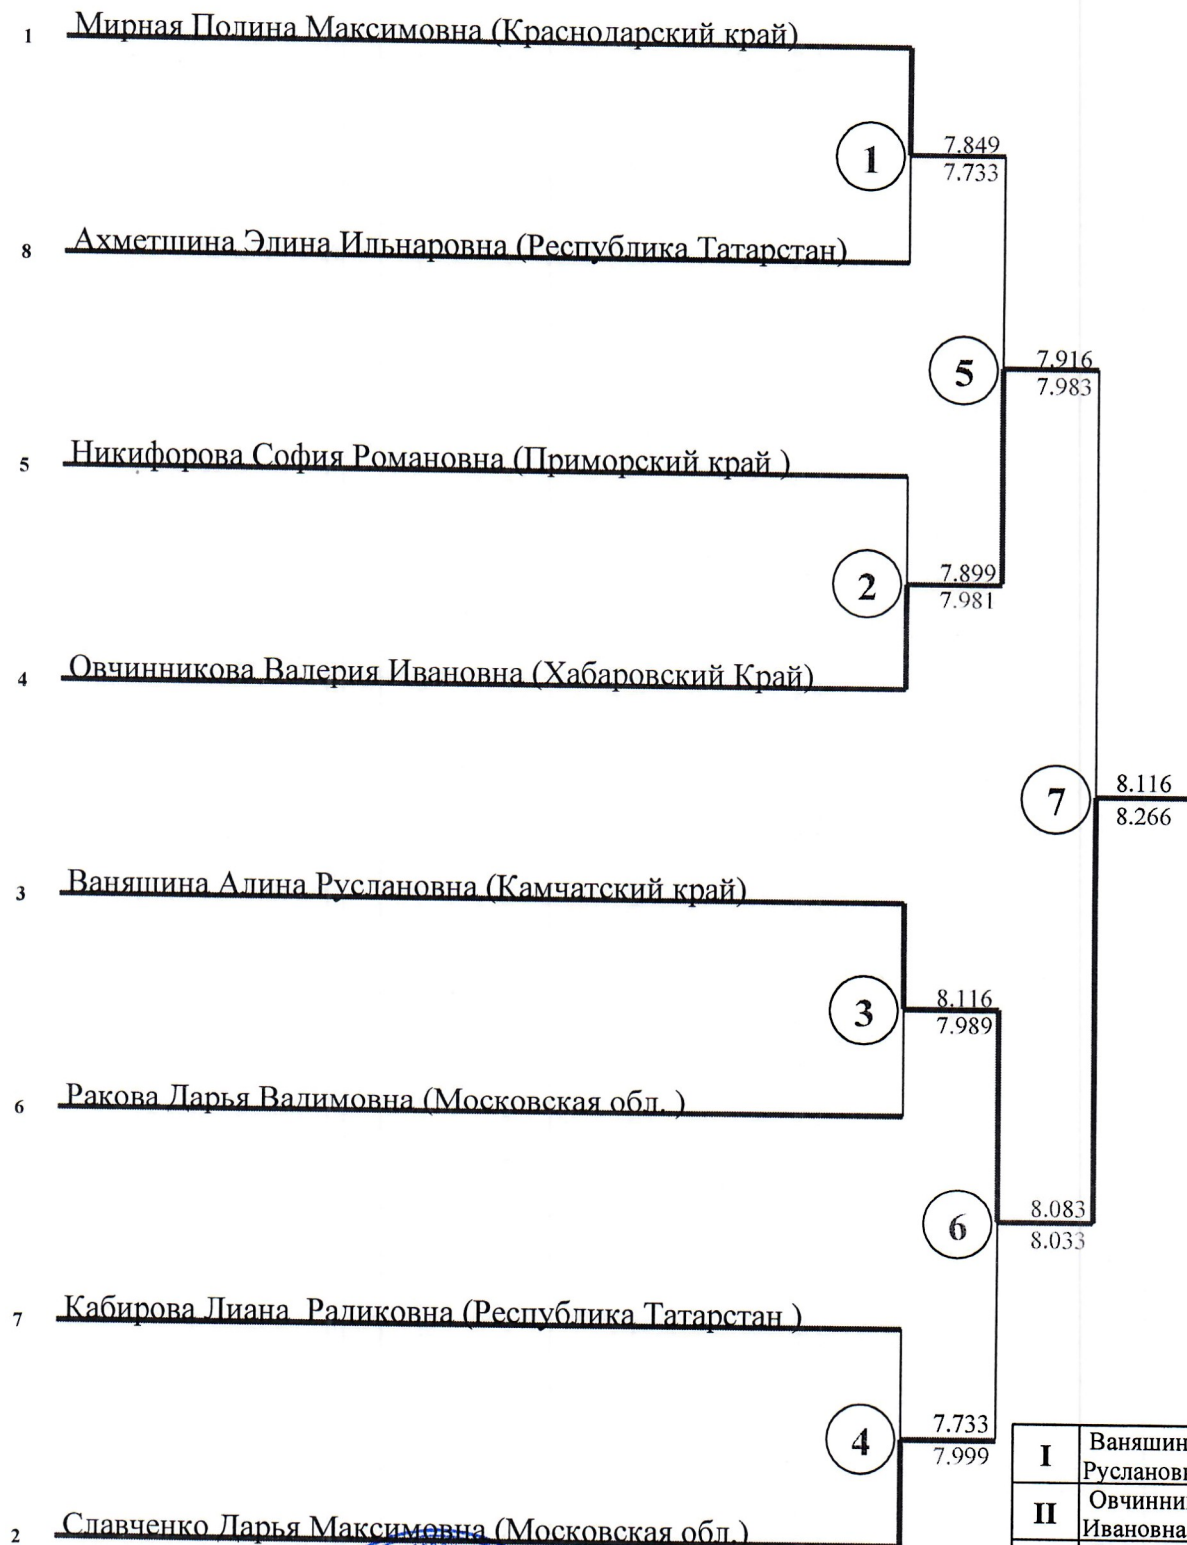 1 Мирная Полина Максимовна (Краснодарский край)
1 7.849
7.733
8 Ахметшина Элина Ильнаровна (Республика Татарстан)
5 7.916
7.983
5 Никифорова София Романовна (Приморский край )
2 7.899
7.981
4 Овчинникова Валерия Ивановна (Хабаровский Край)
7 8.116
8.266
3 Ваняшина Алина Руслановна (Камчатский край)
3 8.116
7.989
6 Ракова Дарья Вадимовна (Московская обл. )
6 8.083
8.033
7 Кабирова Лиана Радиковна (Республика Татарстан )
4 7.733
7.999
I Ваняшин
Руслановн
2 Славченко Дарья Максимовна (Московская обл.)
II Овчинни
Ивановна